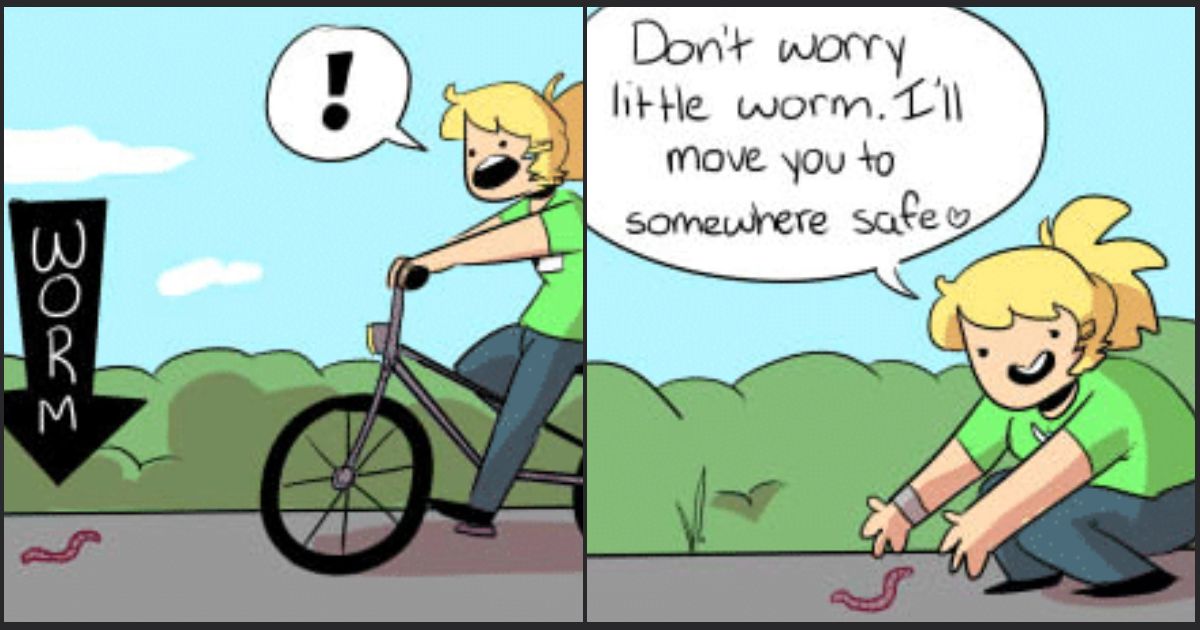 !
WORM
Don't worry
little worm. I'll
move you to
somewhere safe♡